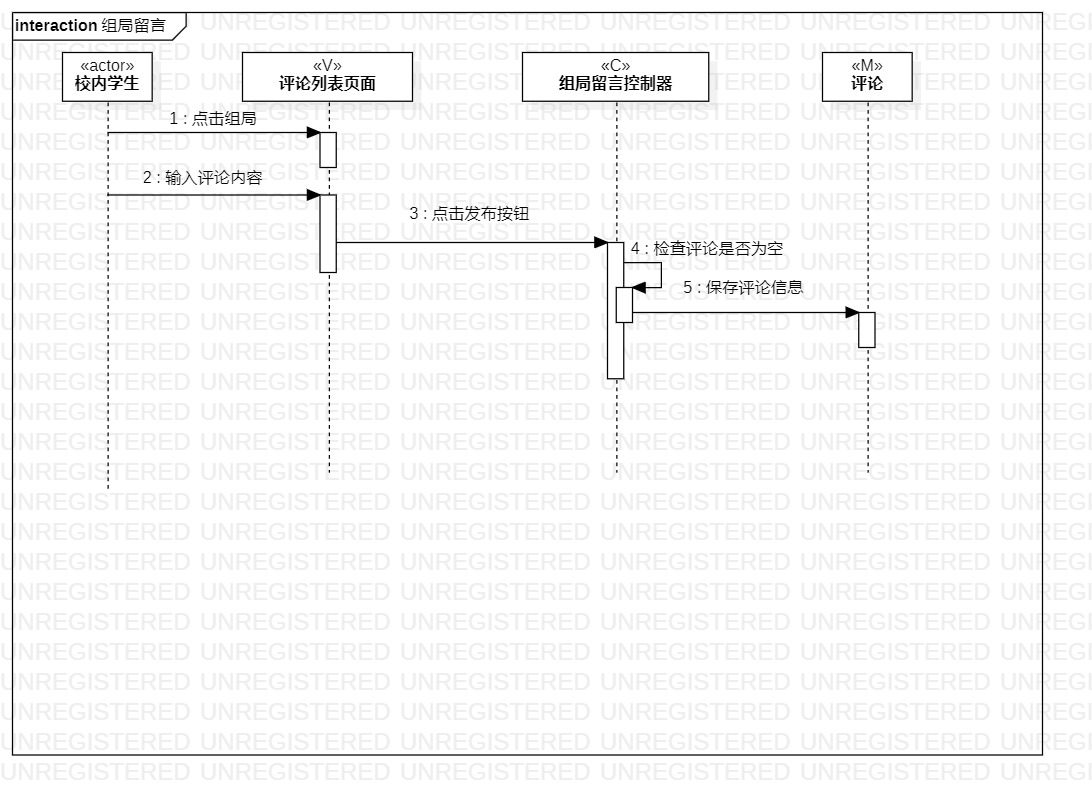 interaction 组局留言
«actor»
校内学生
«V»
评论列表页面
«C»
组局留言控制器
«M»
评论
1 : 点击组局
2 : 输入评论内容
3 : 点击发布按钮
4 : 检查评论是否为空
5 : 保存评论信息
UNREGISTERED UNREGISTERED UNREGISTERED UNREGISTERED UNREGISTERED UNREGISTERED